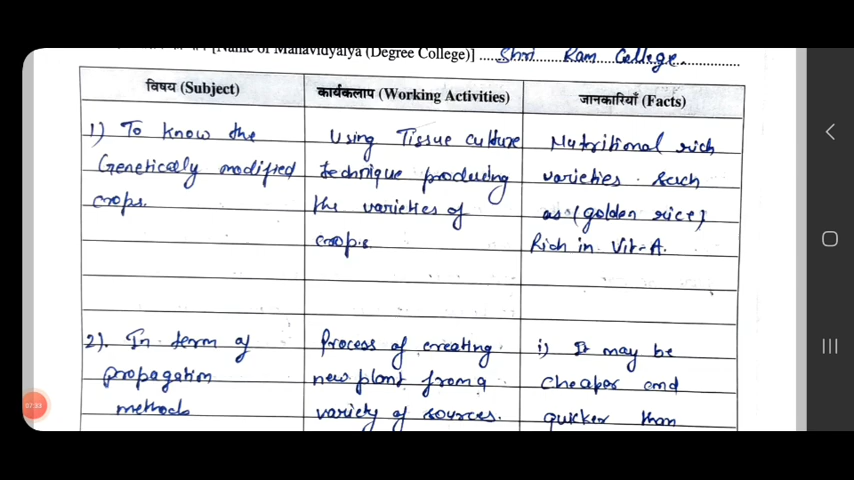 [Name of Mahavidyalya (Degree College)] ..... Shri Ram College
विषय (Subject) कार्यकलाप (Working Activities) जानकारियाँ (Facts)
1) To know the
Genetically modified
crops.
Using Tissue culture
technique producing
the varieties of
crops
Nutritional rich
varieties. Such
as (golden rice)
Rich in Vit-A.
2). In term of
propagation
methods
Process of creating
new plant from a
variety of sources.
i) It may be
cheaper and
quicker than
07:33